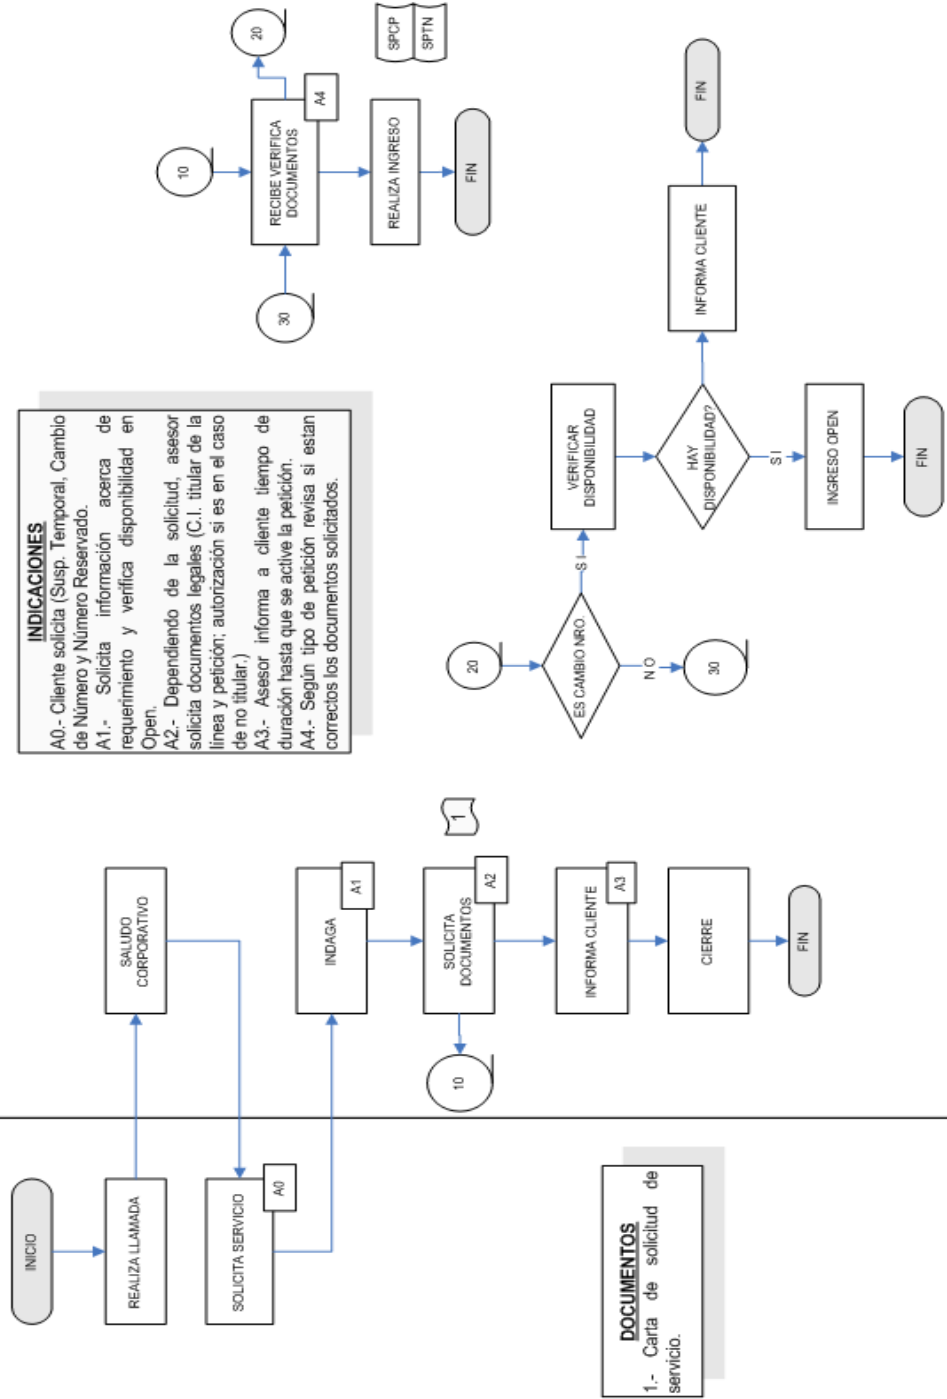 INICIO
REALIZA LLAMADA
SALUDO
CORPORATIVO
SOLICITA SERVICIO
A0
INDAGA
A1
SOLICITA
DOCUMENTOS
A2
1
10
INFORMA CLIENTE
A3
CIERRE
FIN
DOCUMENTOS
1.- Carta de solicitud de
servicio.
INDICACIONES
A0.- Cliente solicita (Susp. Temporal, Cambio
de Número y Número Reservado.
A1.- Solicita información acerca de
requerimiento y verifica disponibilidad en
Open.
A2.- Dependiendo de la solicitud, asesor
solicita documentos legales (C.I. titular de la
línea y petición; autorización si es en el caso
de no titular.)
A3.- Asesor informa a cliente tiempo de
duración hasta que se active la petición.
A4.- Según tipo de petición revisa si estan
correctos los documentos solicitados.
30
10
20
RECIBE VERIFICA
DOCUMENTOS
A4
SPCP
SPTN
REALIZA INGRESO
FIN
20
ES CAMBIO NRO.
SI
NO
30
VERIFICAR
DISPONIBILIDAD
HAY
DISPONIBILIDAD?
SI
INFORMA CLIENTE
FIN
INGRESO OPEN
FIN